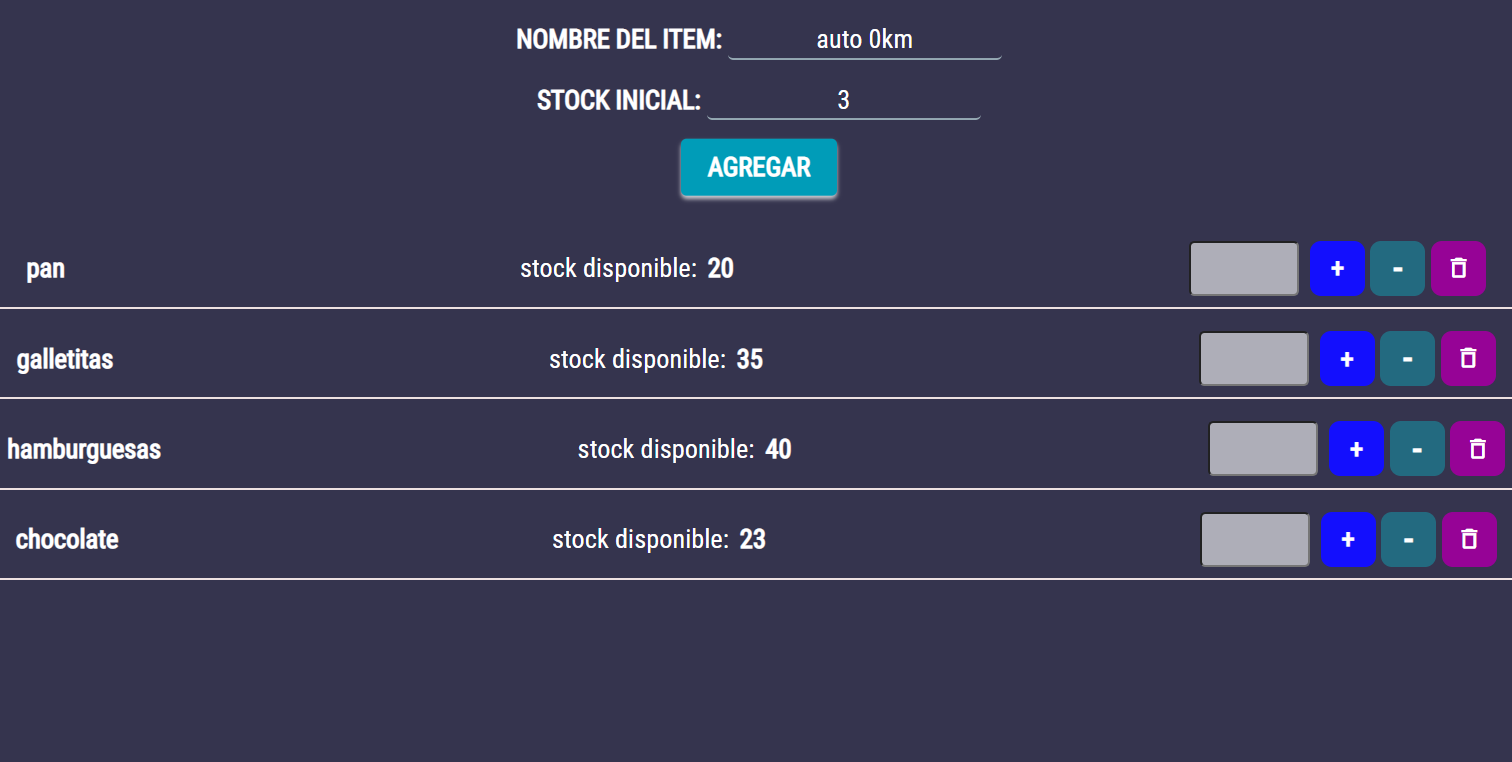 NOMBRE DEL ITEM: auto 0km
STOCK INICIAL: 3
AGREGAR
pan stock disponible: 20 + -
galletitas stock disponible: 35 + -
hamburguesas stock disponible: 40 + -
chocolate stock disponible: 23 + -